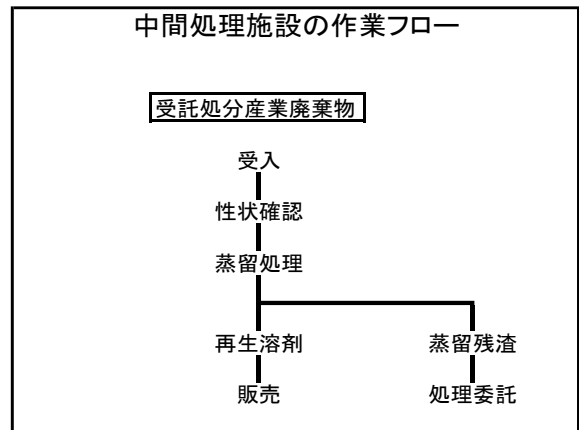 中間処理施設の作業フロー
受託処分産業廃棄物
受入
性状確認
蒸留処理
再生溶剤
蒸留残渣
販売
処理委託